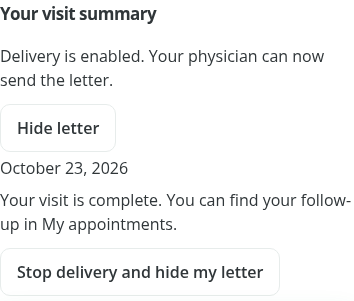 Your visit summary
Delivery is enabled. Your physician can now
send the letter.
Hide letter
October 23, 2026
Your visit is complete. You can find your follow-
up in My appointments.
Stop delivery and hide my letter